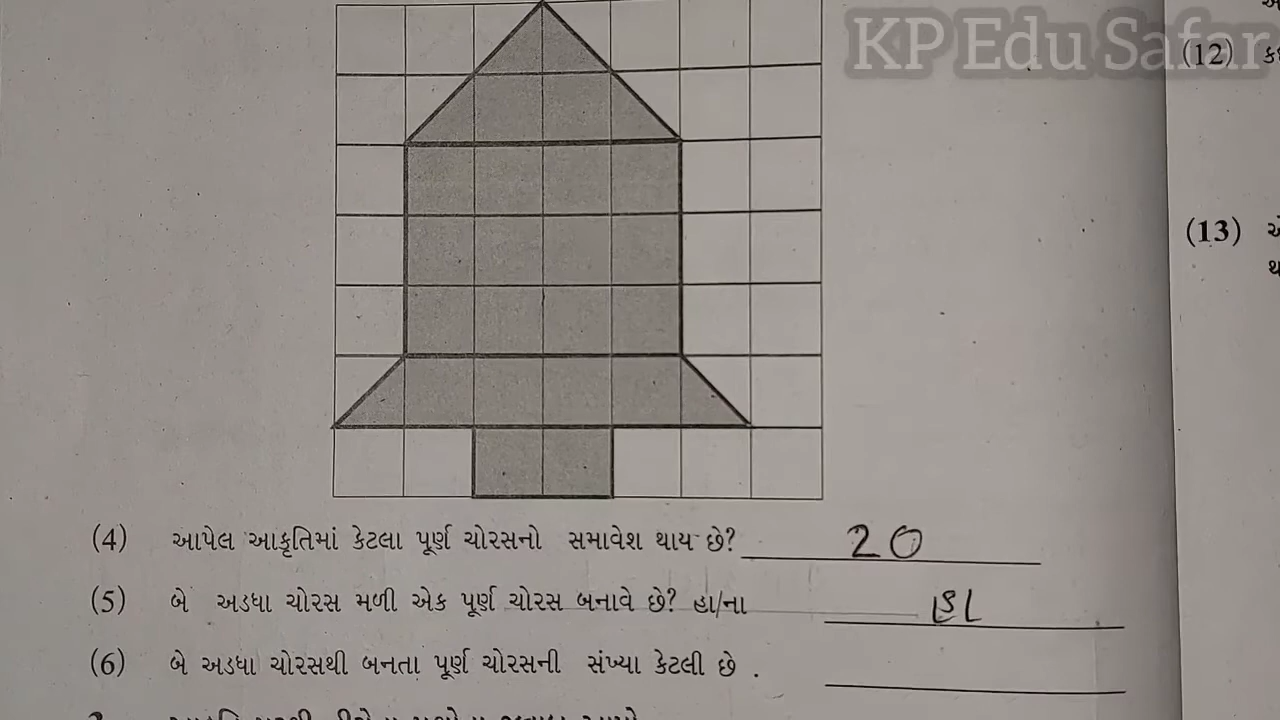 KP Edu Safar
(12)
(13)
(4) આપેલ આકૃતિમાં કેટલા પૂર્ણ ચોરસનો સમાવેશ થાય છે? 20
(5) બે અડધા ચોરસ મળી એક પૂર્ણ ચોરસ બનાવે છે? હા/ના હા
(6) બે અડધા ચોરસથી બનતા પૂર્ણ ચોરસની સંખ્યા કેટલી છે .